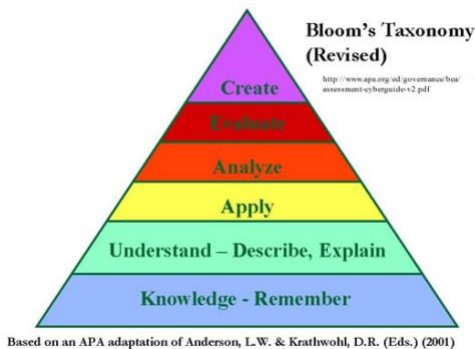 Bloom's Taxonomy
(Revised)
http://www.apa.org/ed/governance/bea/
assessment-cyberguide-v2.pdf
Create
Evaluate
Analyze
Apply
Understand – Describe, Explain
Knowledge - Remember
Based on an APA adaptation of Anderson, L.W. & Krathwohl, D.R. (Eds.) (2001)